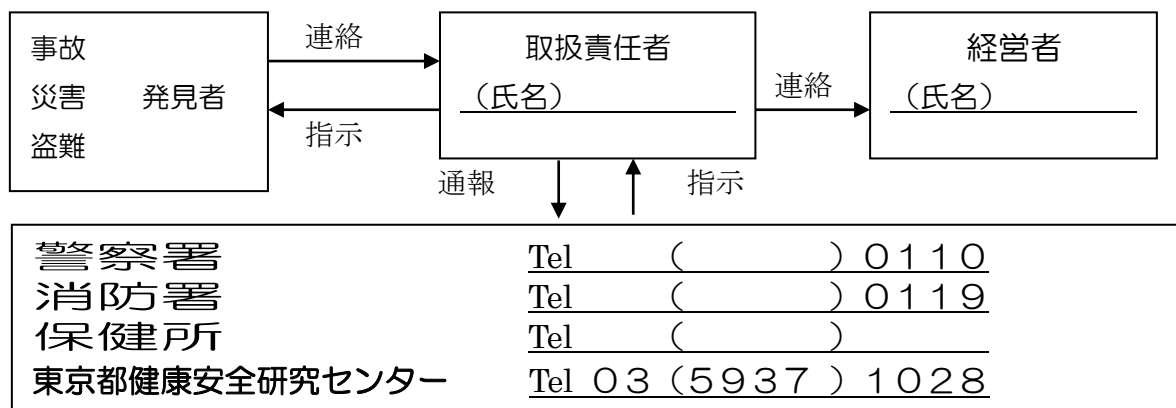 事故
災害 発見者
盗難
連絡
指示
取扱責任者
(氏名)
連絡
経営者
(氏名)
通報
指示
警察署 Tel ( )0110
消防署 Tel ( )0119
保健所 Tel ( )
東京都健康安全研究センター Tel 03(5937)1028